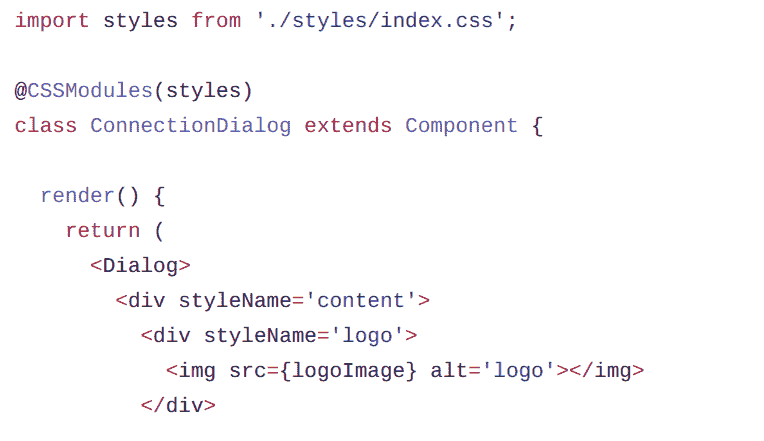 import styles from './styles/index.css';

@CSSModules(styles)
class ConnectionDialog extends Component {

  render() {
    return (
      <Dialog>
        <div styleName='content'>
          <div styleName='logo'>
            <img src={logoImage} alt='logo'></img>
          </div>